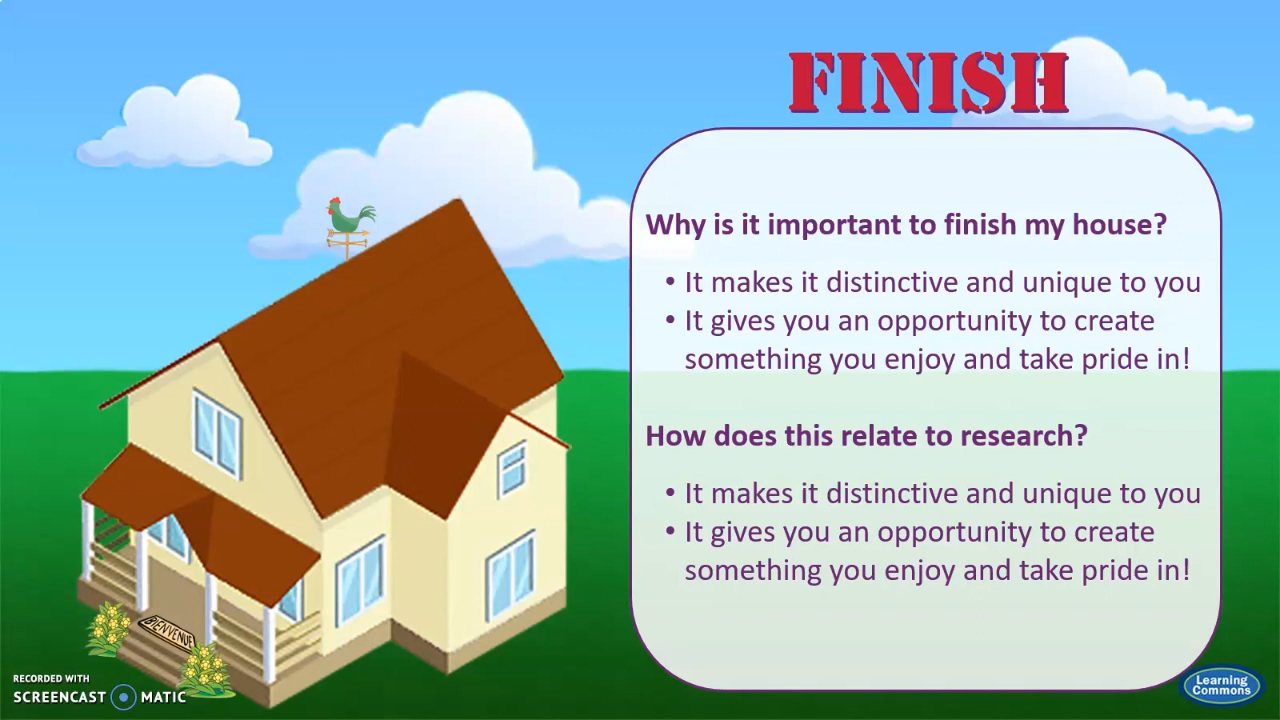 FINISH
Why is it important to finish my house?
• It makes it distinctive and unique to you
• It gives you an opportunity to create
something you enjoy and take pride in!
How does this relate to research?
• It makes it distinctive and unique to you
• It gives you an opportunity to create
something you enjoy and take pride in!
BIENVENUE
RECORDED WITH
SCREENCAST MATIC
Learning
Commons